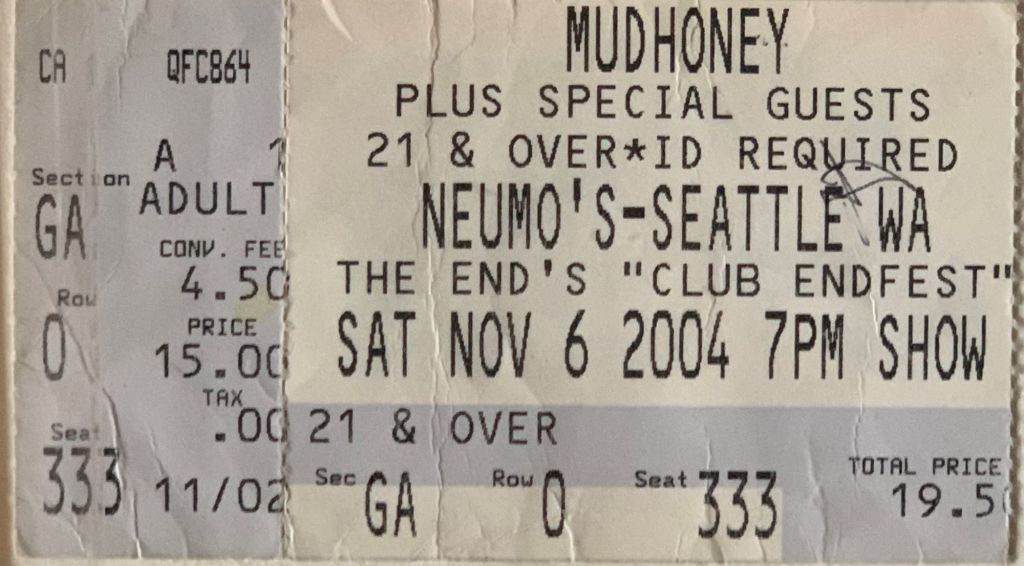 CA QFC864
A 1
Section
GA ADULT
CONV. FEE
4.50
Row
0
PRICE
15.00
TAX
.00
Seat
333 11/02
MUDHONEY
PLUS SPECIAL GUESTS
21 & OVER*ID REQUIRED
NEUMO'S-SEATTLE WA
THE END'S "CLUB ENDFEST"
SAT NOV 6 2004 7PM SHOW
21 & OVER
Sec GA Row 0 Seat 333
TOTAL PRICE
19.50